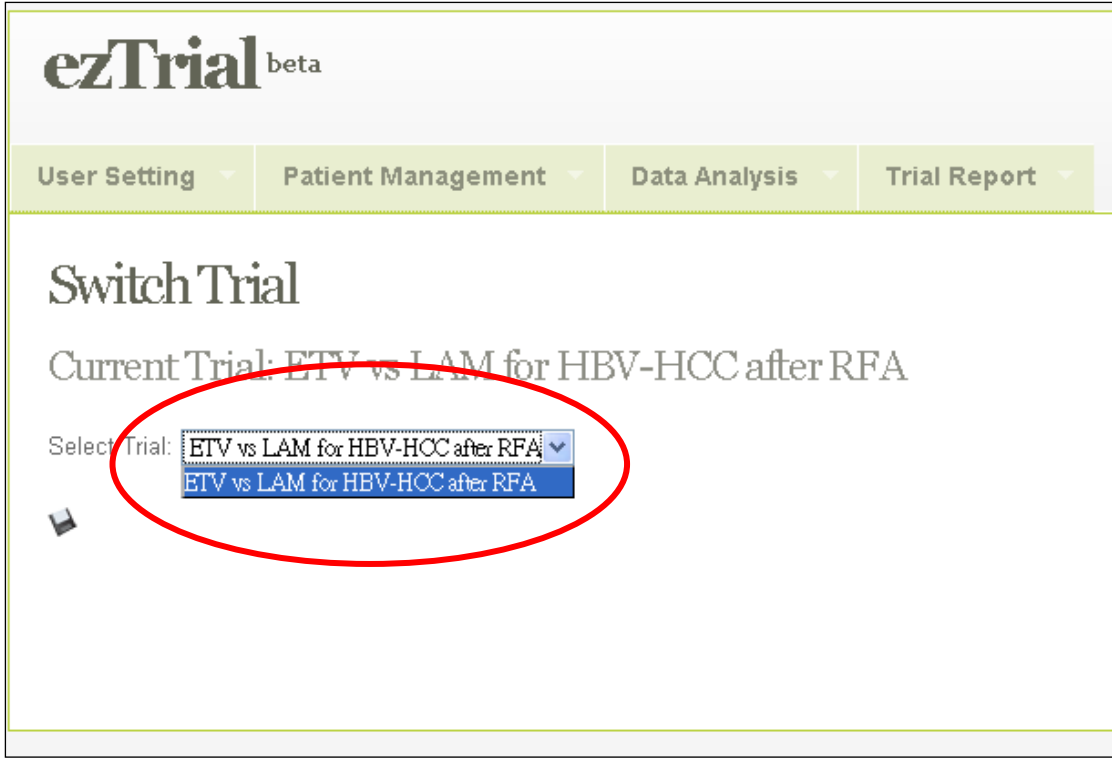 ezTrial beta
User Setting Patient Management Data Analysis Trial Report
Switch Trial
Current Trial: ETV vs LAM for HBV-HCC after RFA
Select Trial: ETV vs LAM for HBV-HCC after RFA
ETV vs LAM for HBV-HCC after RFA